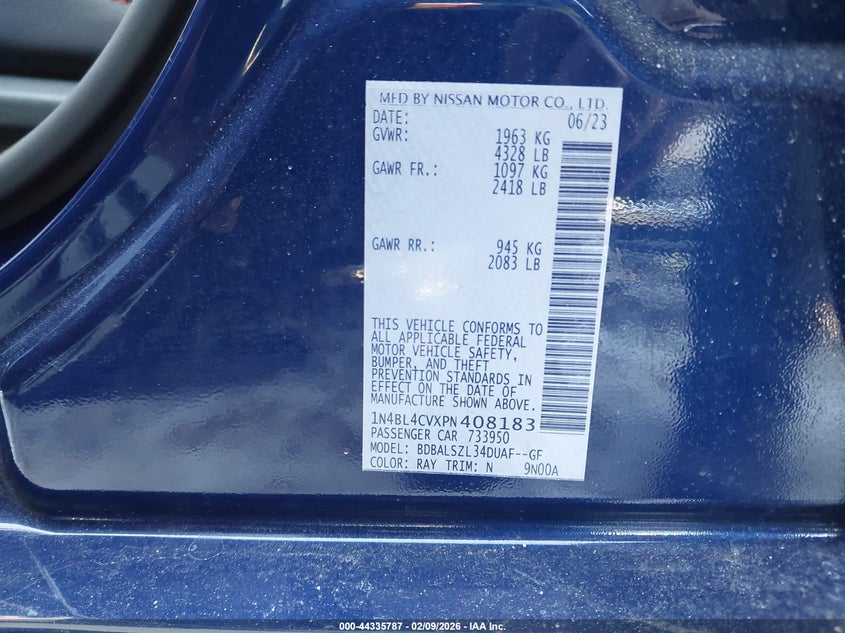 MFD BY NISSAN MOTOR CO., LTD.
DATE: 06/23
GVWR: 1963 KG
4328 LB
GAWR FR.: 1097 KG
2418 LB
GAWR RR.: 945 KG
2083 LB
THIS VEHICLE CONFORMS TO
ALL APPLICABLE FEDERAL
MOTOR VEHICLE SAFETY,
BUMPER, AND THEFT
PREVENTION STANDARDS IN
EFFECT ON THE DATE OF
MANUFACTURE SHOWN ABOVE.
1N4BL4CVXPN408183
PASSENGER CAR 733950
MODEL: BDBALSZL34DUAF--GF
COLOR: RAY TRIM: N 9N00A
000-44335787 - 02/09/2026 - IAA Inc.